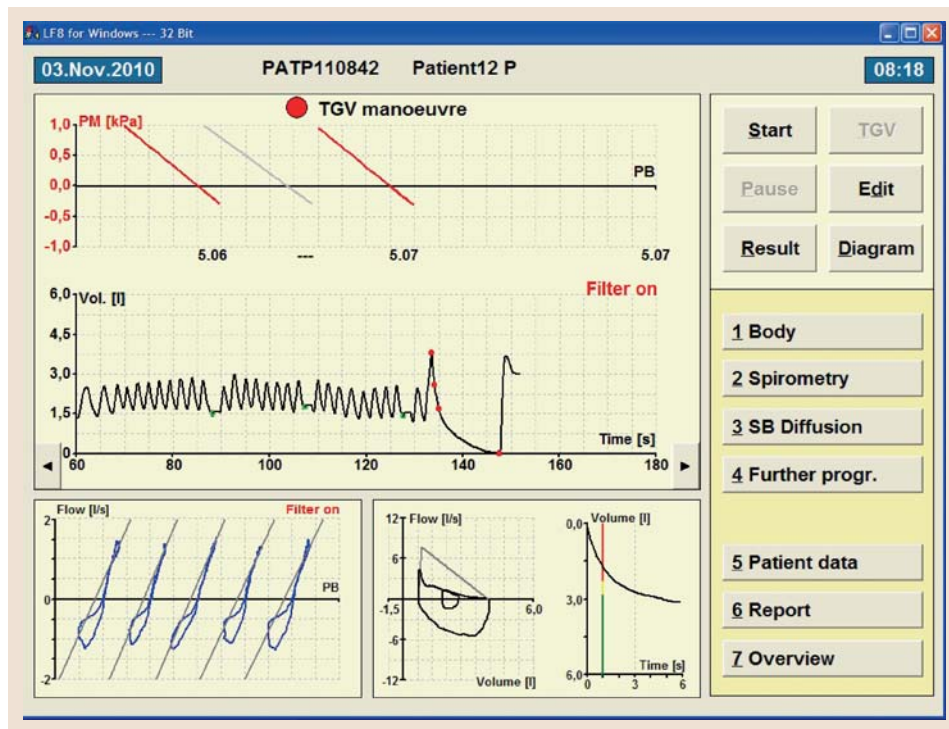 LF8 for Windows --- 32 Bit
03.Nov.2010 PATP110842 Patient12 P 08:18
TGV manoeuvre
PM [kPa]
1,0
0,5
0,0
-0,5
-1,0
PB
5.06 --- 5.07 5.07
Filter on
Vol. [l]
6,0
4,5
3,0
1,5
0
Time [s]
60 80 100 120 140 160 180
Flow [l/s] Filter on
2
0
-2
PB
Flow [l/s]
12
6
-1,5 6,0
-6
-12
Volume [l]
Volume [l]
0,0
3,0
6,0
Time [s]
0 3 6
Start TGV
Pause Edit
Result Diagram
1 Body
2 Spirometry
3 SB Diffusion
4 Further progr.
5 Patient data
6 Report
7 Overview